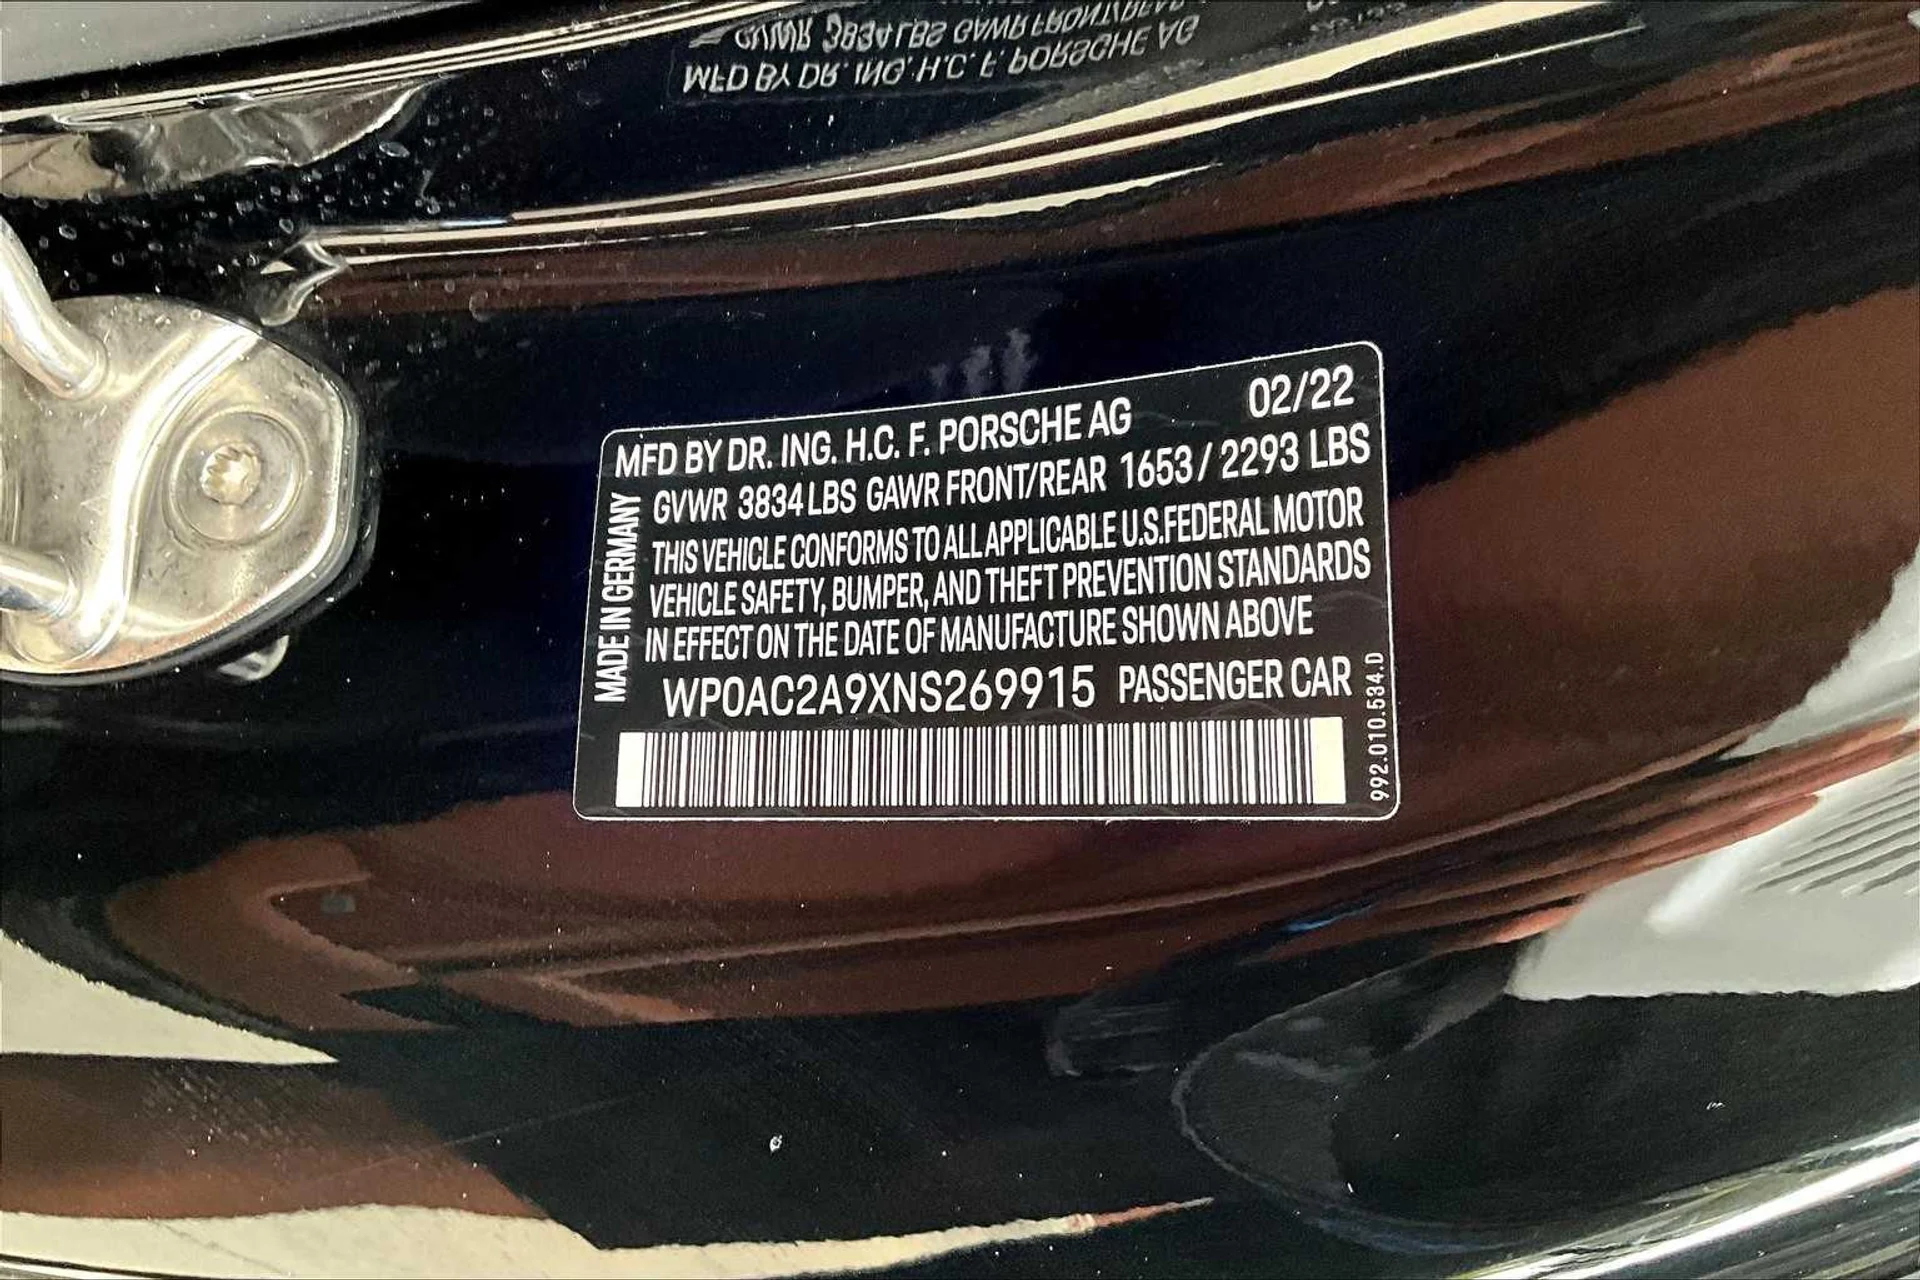 GVWR 3834 LBS GAWR FRONT/REAR
MFD BY DR. ING. H.C. F. PORSCHE AG
MFD BY DR. ING. H.C. F. PORSCHE AG 02/22
GVWR 3834 LBS GAWR FRONT/REAR 1653 / 2293 LBS
THIS VEHICLE CONFORMS TO ALL APPLICABLE U.S.FEDERAL MOTOR
VEHICLE SAFETY, BUMPER, AND THEFT PREVENTION STANDARDS
IN EFFECT ON THE DATE OF MANUFACTURE SHOWN ABOVE
WP0AC2A9XNS269915 PASSENGER CAR
MADE IN GERMANY
992.010.534.D